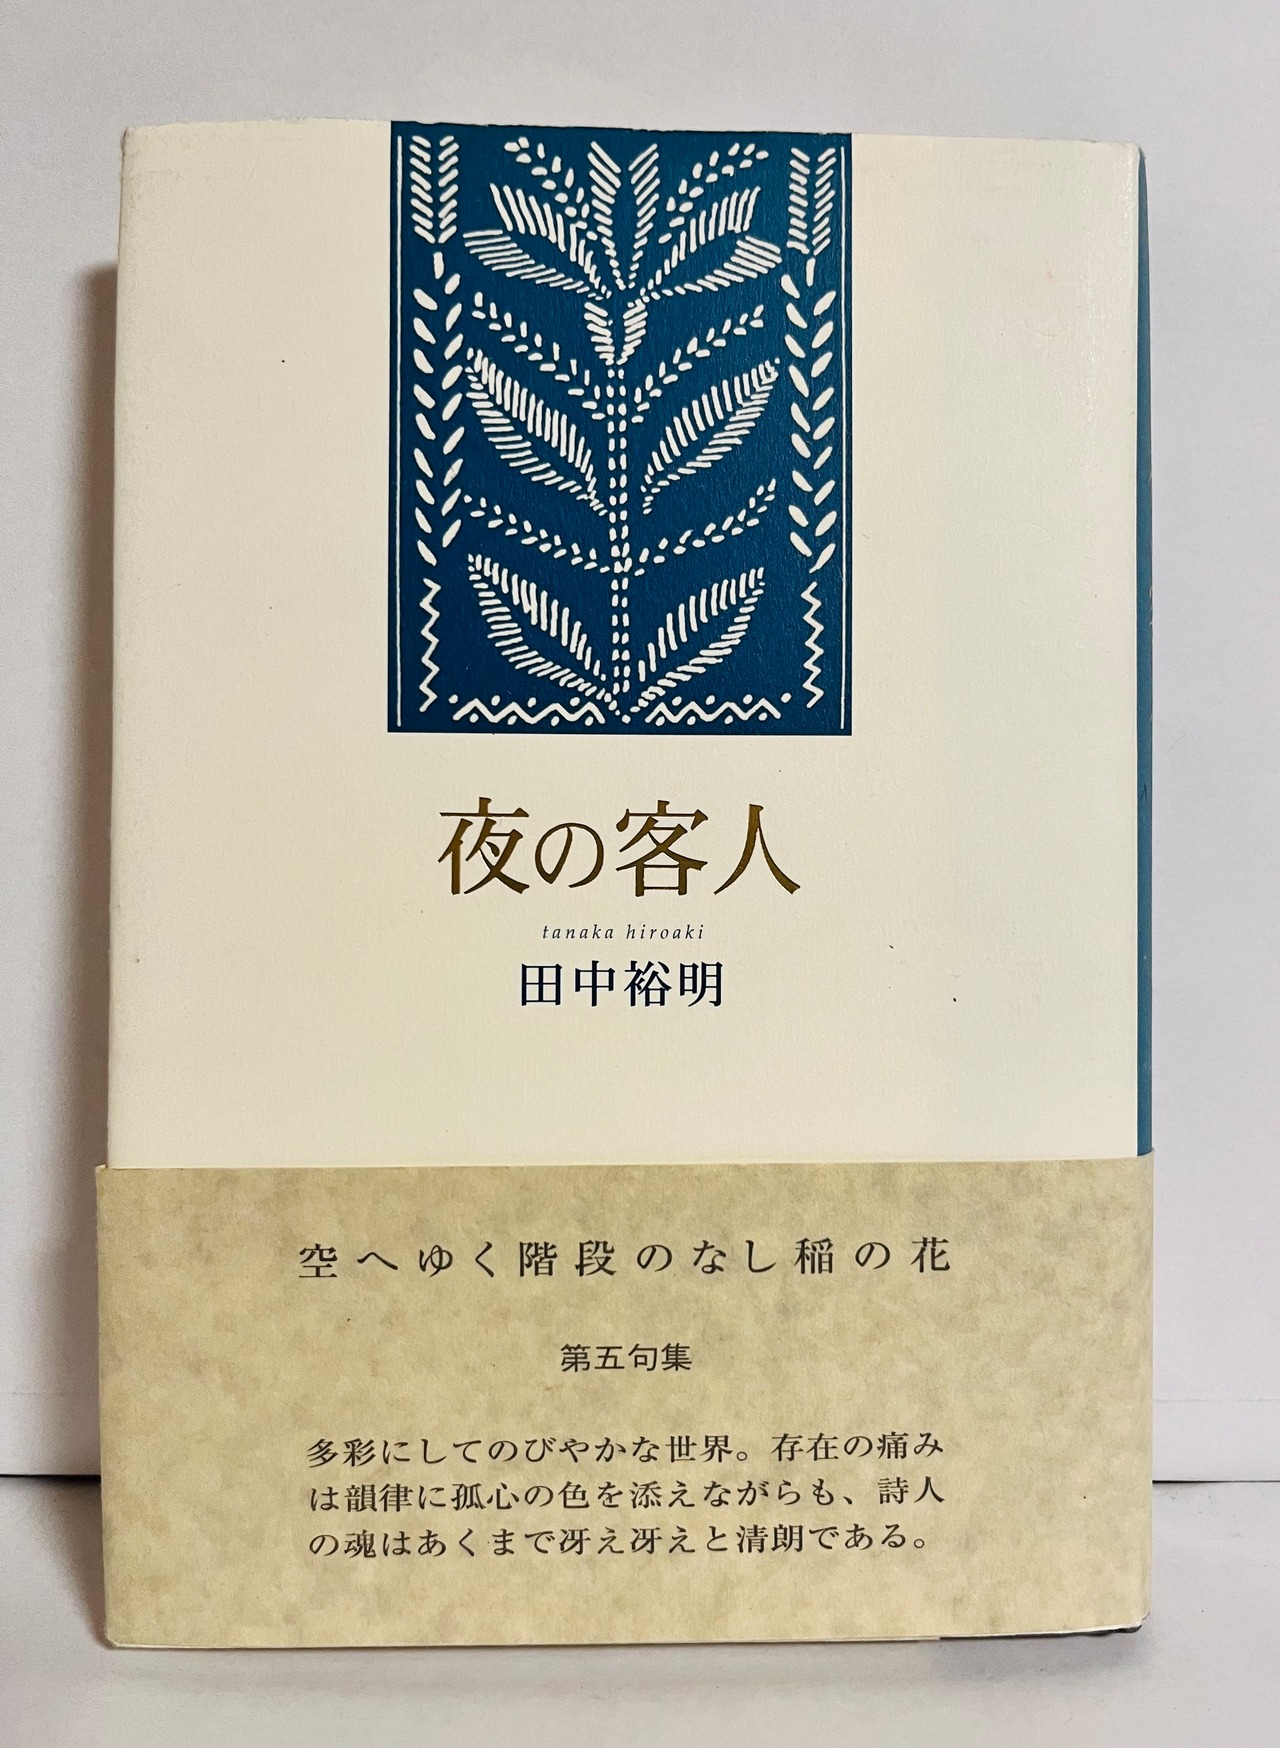 夜の客人
tanaka hiroaki
田中裕明
空へゆく階段のなし稲の花
第五句集
多彩にしてのびやかな世界。存在の痛み
は韻律に孤心の色を添えながらも、詩人
の魂はあくまで冴え冴えと清朗である。